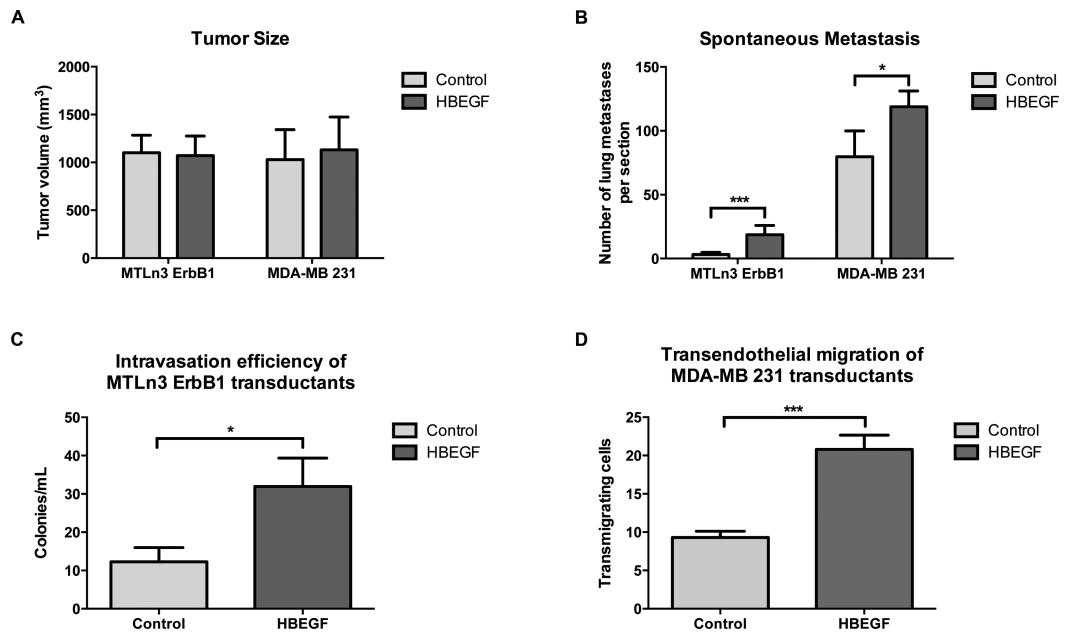 A
Tumor Size
Tumor volume (mm³)
2000
1500
1000
500
0
MTLn3 ErbB1
MDA-MB 231
Control
HBEGF
B
Spontaneous Metastasis
Number of lung metastases
per section
150
100
50
0
***
*
MTLn3 ErbB1
MDA-MB 231
Control
HBEGF
C
Intravasation efficiency of
MTLn3 ErbB1 transductants
Colonies/mL
50
40
30
20
10
0
*
Control
HBEGF
Control
HBEGF
D
Transendothelial migration of
MDA-MB 231 transductants
Transmigrating cells
25
20
15
10
5
0
***
Control
HBEGF
Control
HBEGF